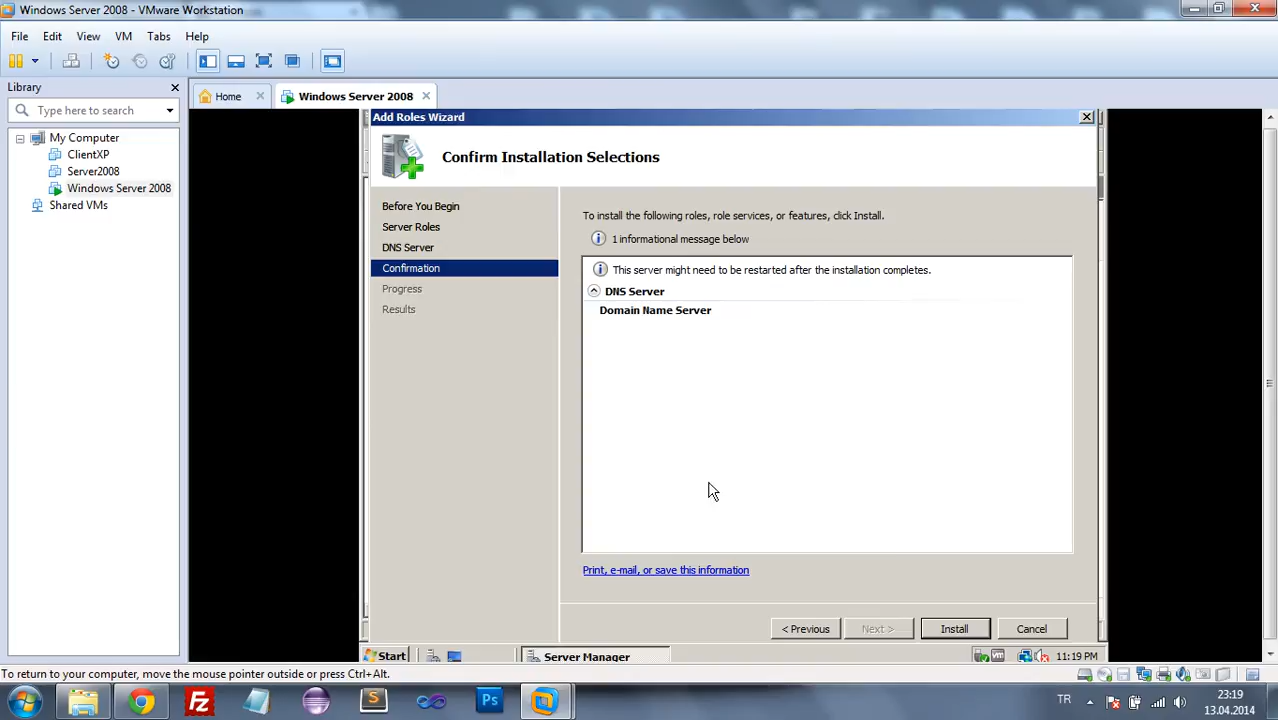 Windows Server 2008 - VMware Workstation
File Edit View VM Tabs Help
Library
Type here to search
My Computer
ClientXP
Server2008
Windows Server 2008
Shared VMs
Home
Windows Server 2008
Add Roles Wizard
Confirm Installation Selections
Before You Begin
Server Roles
DNS Server
Confirmation
Progress
Results
To install the following roles, role services, or features, click Install.
1 informational message below
This server might need to be restarted after the installation completes.
DNS Server
Domain Name Server
Print, e-mail, or save this information
< Previous
Next >
Install
Cancel
Start
Server Manager
11:19 PM
To return to your computer, move the mouse pointer outside or press Ctrl+Alt.
Fz
S
Ps
TR
23:19
13.04.2014